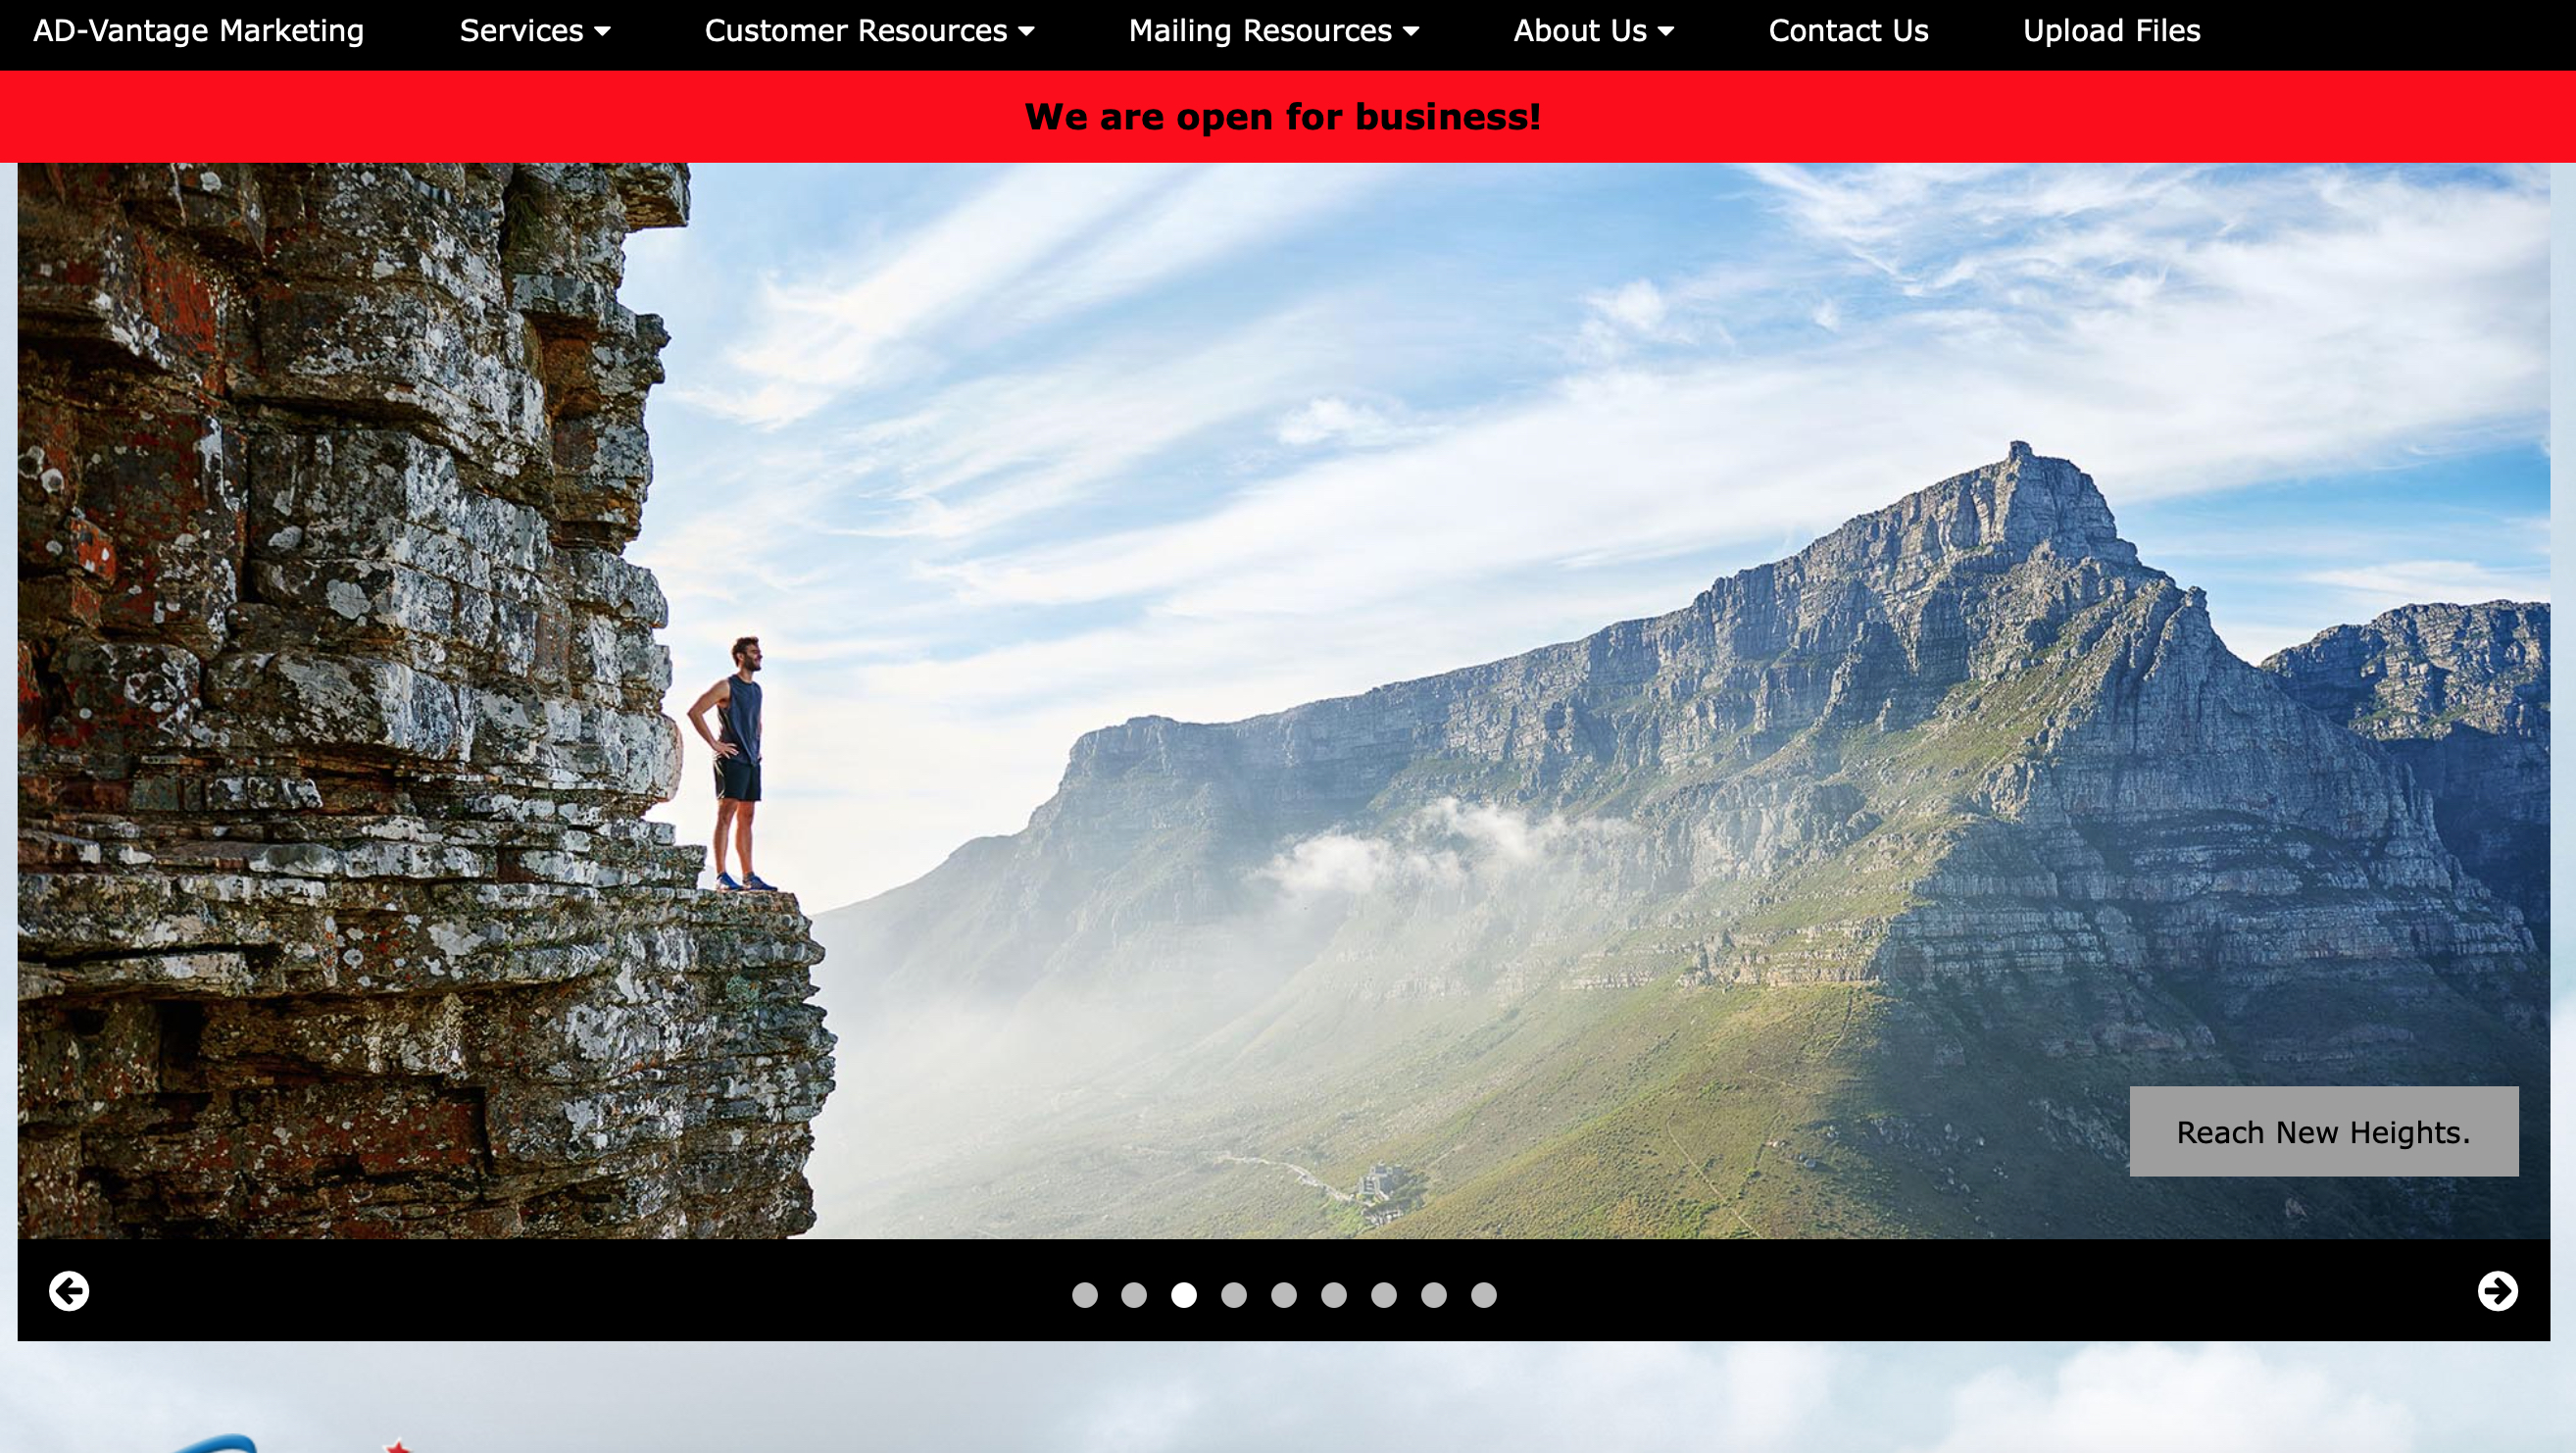 AD-Vantage Marketing Services Customer Resources Mailing Resources About Us Contact Us Upload Files
We are open for business!
Reach New Heights.